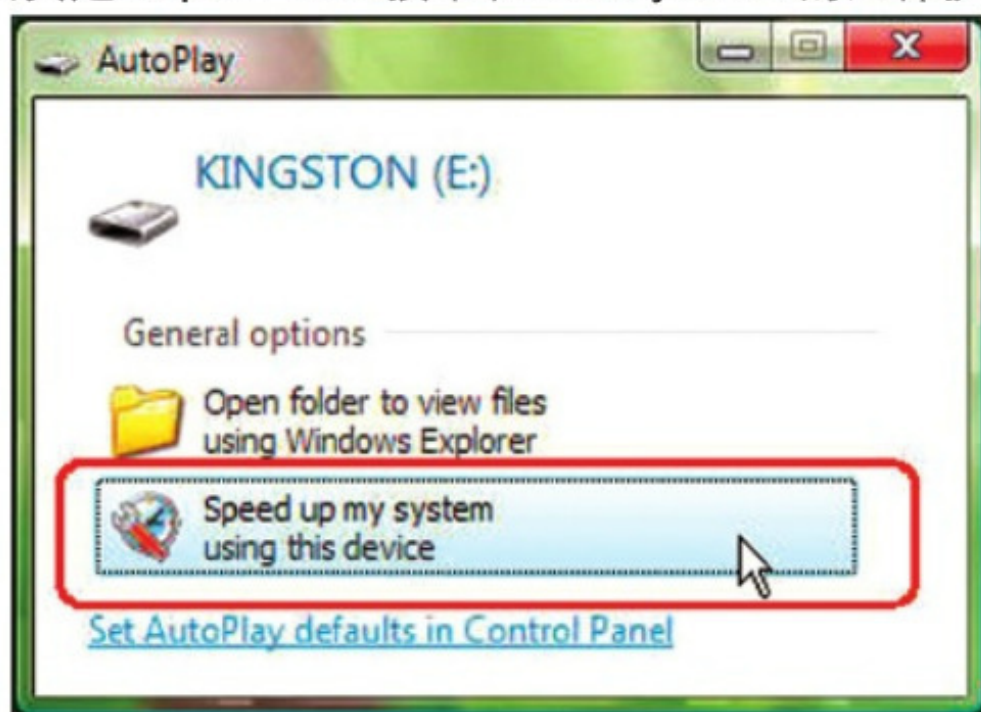 AutoPlay
KINGSTON (E:)
General options
Open folder to view files
using Windows Explorer
Speed up my system
using this device
Set AutoPlay defaults in Control Panel